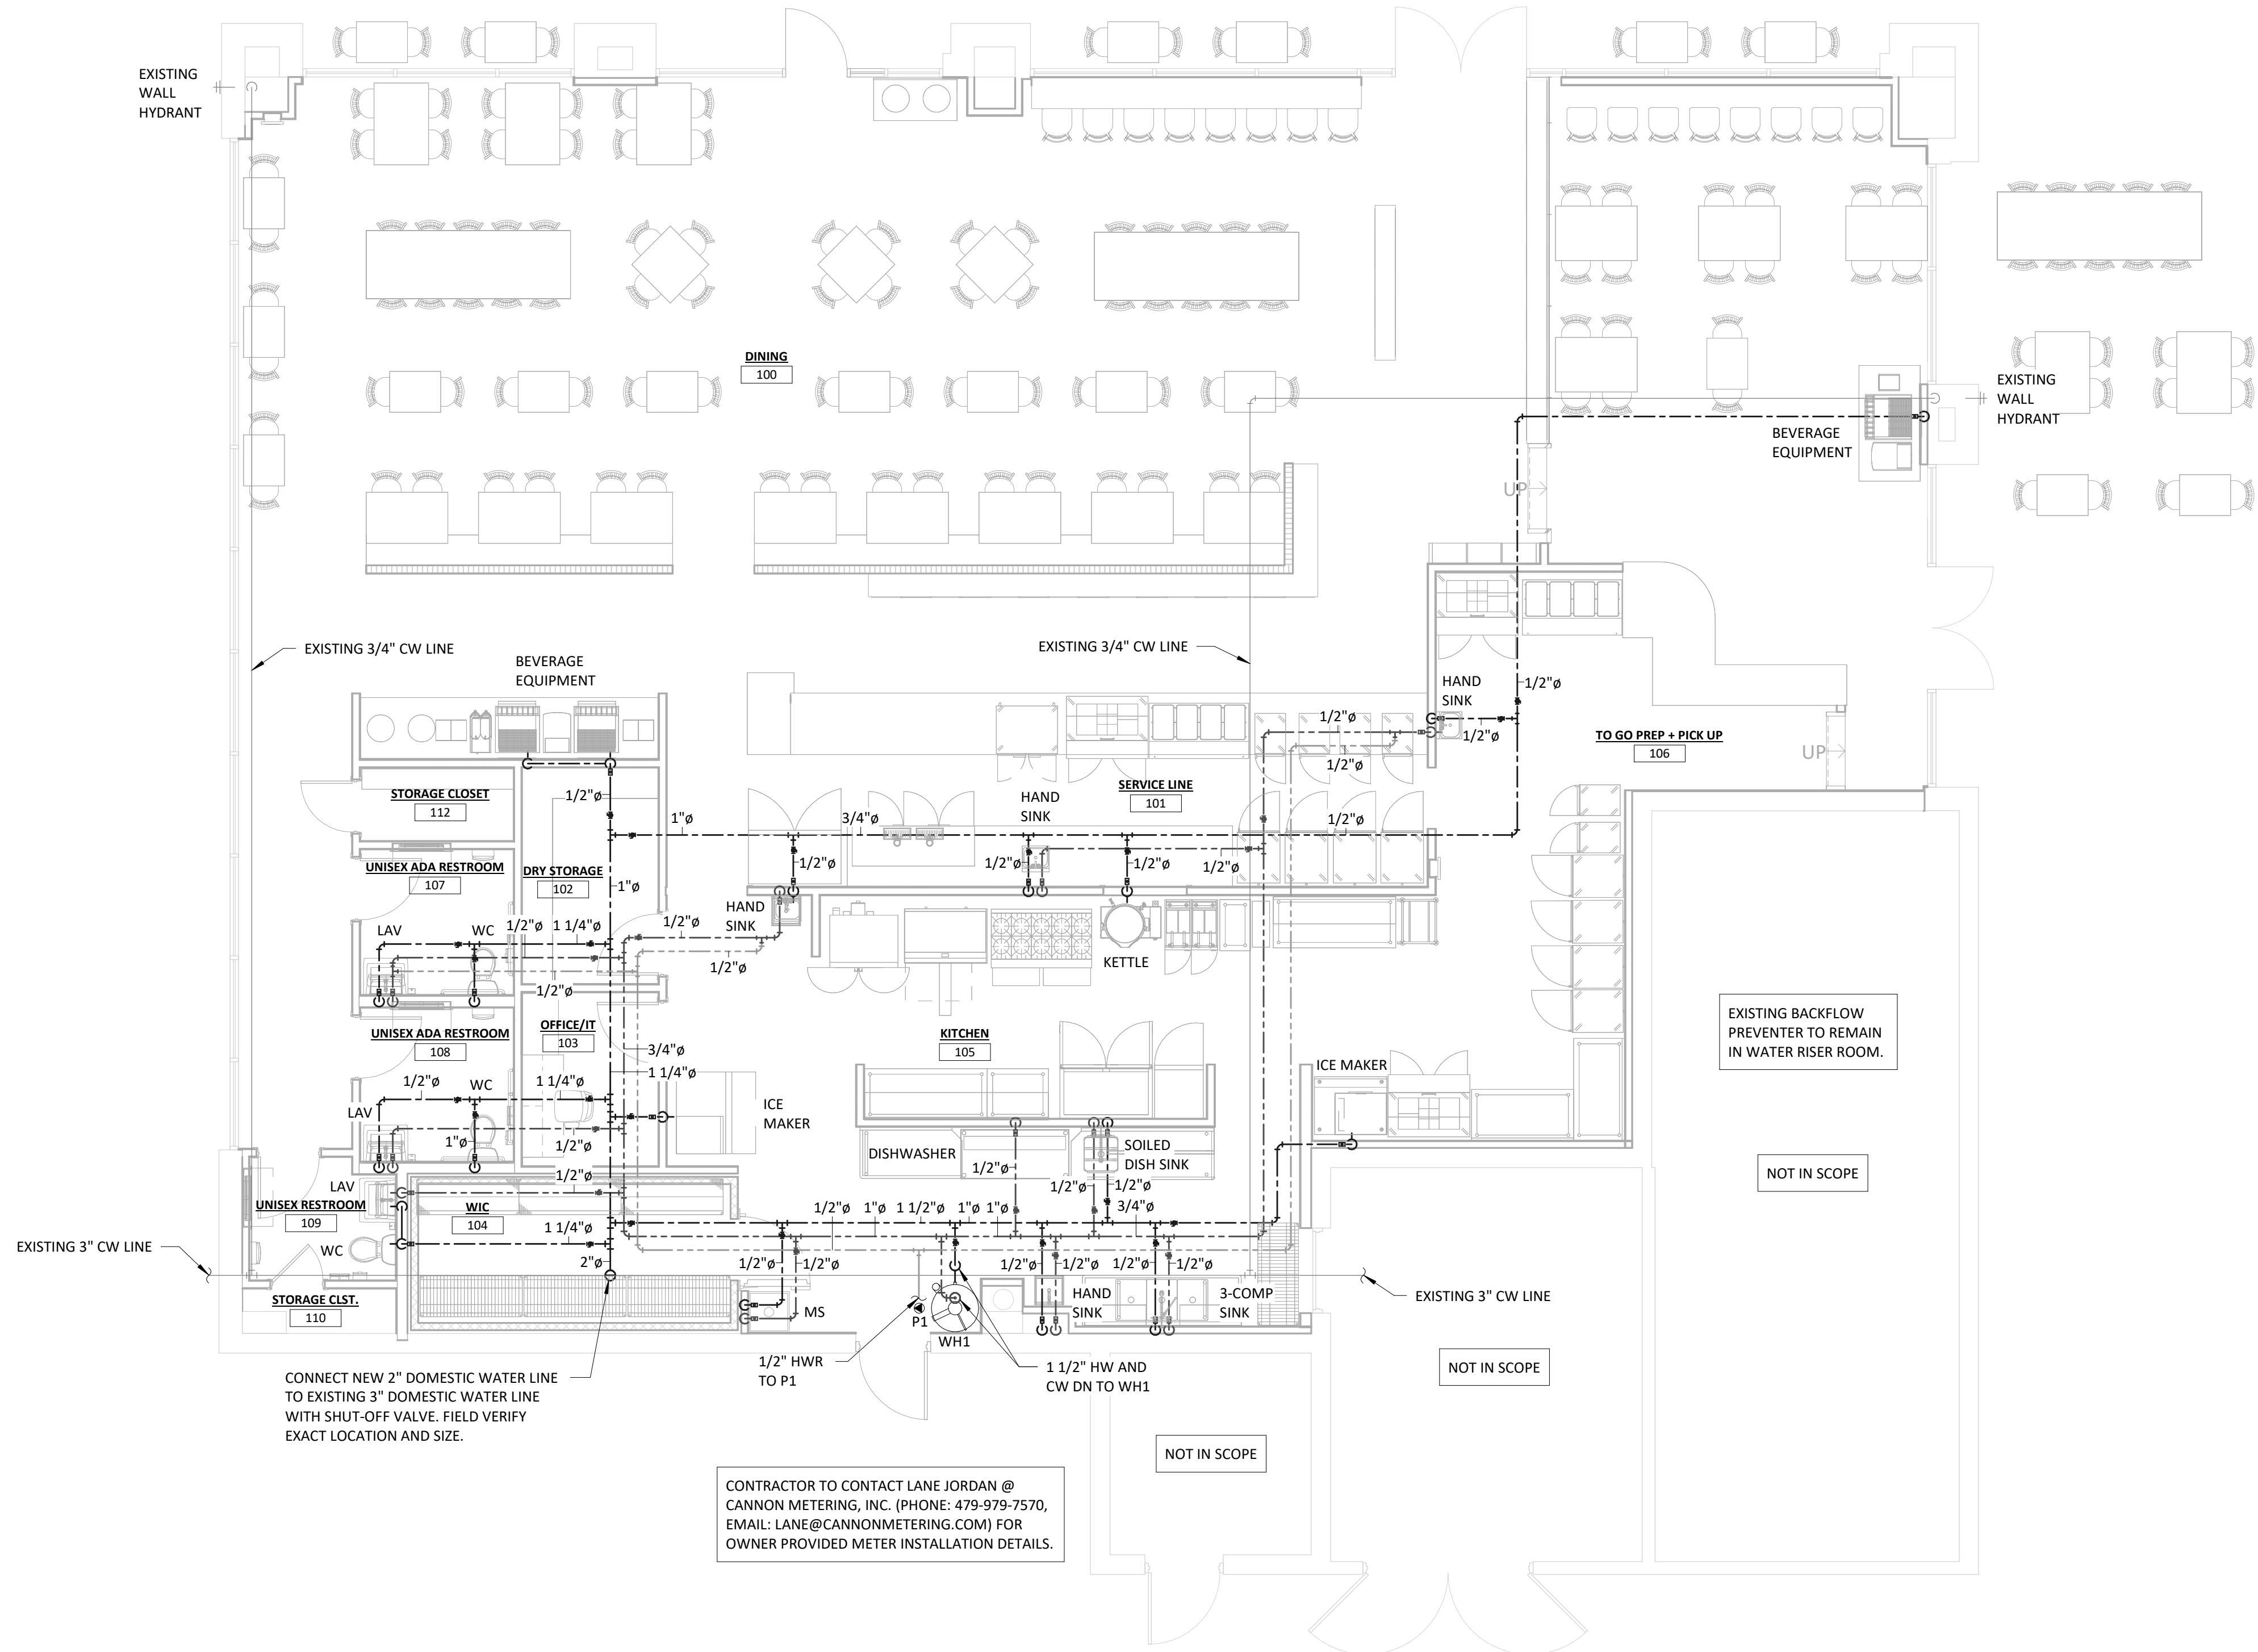 EXISTING
WALL
HYDRANT
DINING
100
EXISTING
WALL
HYDRANT
BEVERAGE
EQUIPMENT
UP
EXISTING 3/4" CW LINE
EXISTING 3/4" CW LINE
BEVERAGE
EQUIPMENT
HAND
SINK
1/2"ø
1/2"ø
1/2"ø
1/2"ø
TO GO PREP + PICK UP
106
UP
STORAGE CLOSET
112
1/2"ø
SERVICE LINE
101
HAND
SINK
1"ø
3/4"ø
1/2"ø
UNISEX ADA RESTROOM
107
DRY STORAGE
102
1"ø
1/2"ø
1/2"ø
1/2"ø
1/2"ø
HAND
SINK
LAV
WC
1/2"ø
1 1/4"ø
1/2"ø
1/2"ø
KETTLE
1/2"ø
UNISEX ADA RESTROOM
108
OFFICE/IT
103
KITCHEN
105
EXISTING BACKFLOW
PREVENTER TO REMAIN
IN WATER RISER ROOM.
3/4"ø
1 1/4"ø
ICE MAKER
1/2"ø
WC
1 1/4"ø
LAV
ICE
MAKER
1"ø
1/2"ø
DISHWASHER
SOILED
DISH SINK
1/2"ø
1/2"ø
1/2"ø
1/2"ø
NOT IN SCOPE
LAV
UNISEX RESTROOM
109
WIC
104
1/2"ø
1"ø
1 1/2"ø
1"ø
1"ø
3/4"ø
1 1/4"ø
WC
EXISTING 3" CW LINE
2"ø
1/2"ø
1/2"ø
1/2"ø
1/2"ø
1/2"ø
1/2"ø
STORAGE CLST.
110
MS
P1
WH1
HAND
SINK
3-COMP
SINK
EXISTING 3" CW LINE
1/2" HWR
TO P1
1 1/2" HW AND
CW DN TO WH1
NOT IN SCOPE
CONNECT NEW 2" DOMESTIC WATER LINE
TO EXISTING 3" DOMESTIC WATER LINE
WITH SHUT-OFF VALVE. FIELD VERIFY
EXACT LOCATION AND SIZE.
NOT IN SCOPE
CONTRACTOR TO CONTACT LANE JORDAN @
CANNON METERING, INC. (PHONE: 479-979-7570,
EMAIL: LANE@CANNONMETERING.COM) FOR
OWNER PROVIDED METER INSTALLATION DETAILS.